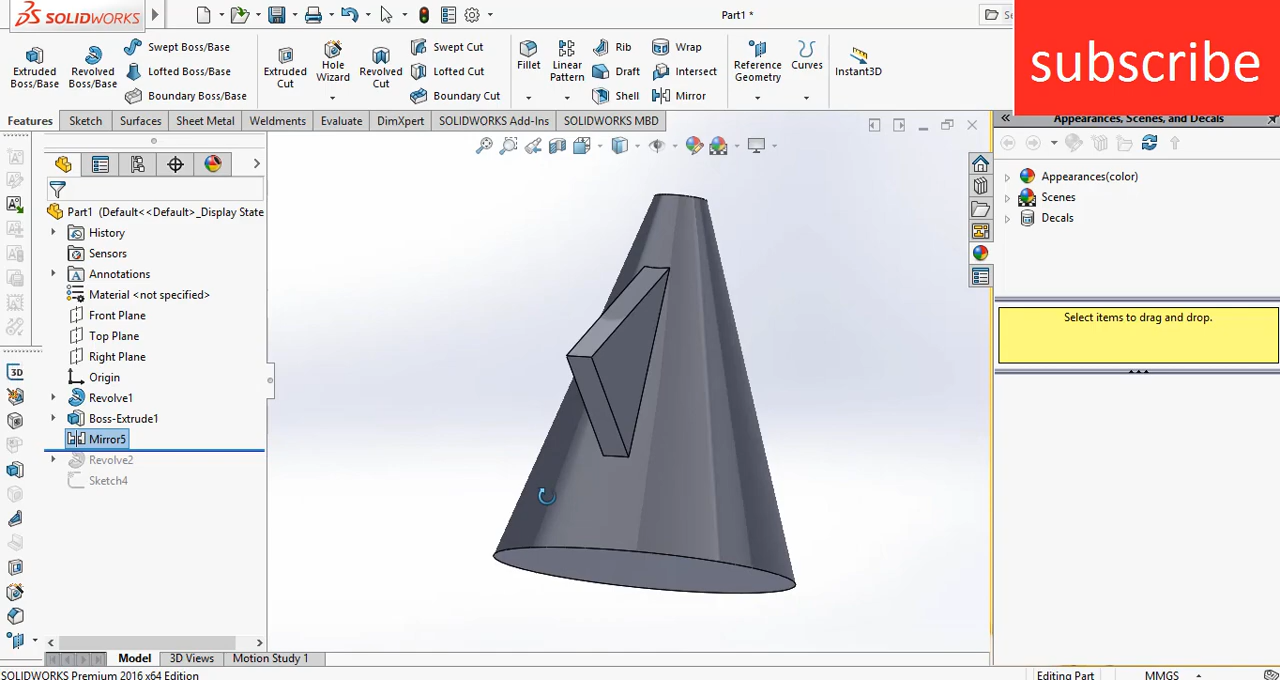 SOLIDWORKS
Part1 *
subscribe
Extruded Boss/Base
Revolved Boss/Base
Swept Boss/Base
Lofted Boss/Base
Boundary Boss/Base
Extruded Cut
Hole Wizard
Revolved Cut
Swept Cut
Lofted Cut
Boundary Cut
Fillet
Linear Pattern
Rib
Draft
Shell
Wrap
Intersect
Mirror
Reference Geometry
Curves
Instant3D
Features
Sketch
Surfaces
Sheet Metal
Weldments
Evaluate
DimXpert
SOLIDWORKS Add-Ins
SOLIDWORKS MBD
Appearances, Scenes, and Decals
Appearances(color)
Scenes
Decals
Select items to drag and drop.
Part1 (Default<<Default>_Display State
History
Sensors
Annotations
Material <not specified>
Front Plane
Top Plane
Right Plane
Origin
Revolve1
Boss-Extrude1
Mirror5
Revolve2
Sketch4
Model
3D Views
Motion Study 1
SOLIDWORKS Premium 2016 x64 Edition
Editing Part
MMGS